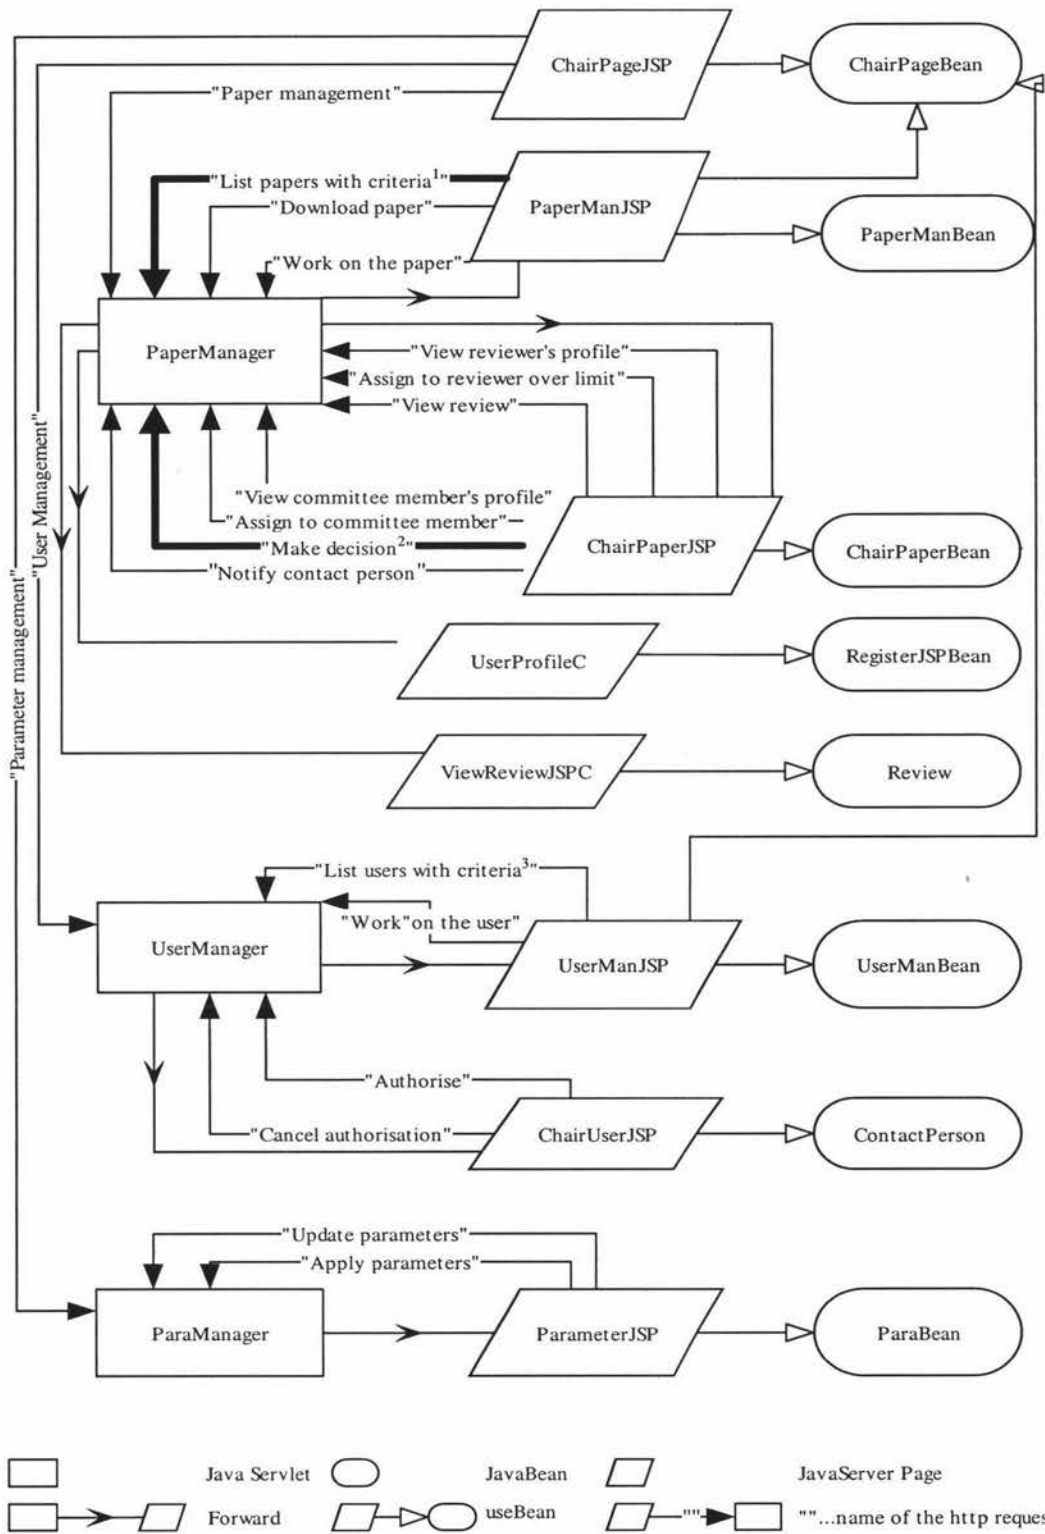 ChairPageJSP
ChairPageBean
"Paper management"
"List papers with criteria1"
"Download paper"
PaperManJSP
PaperManBean
"Work on the paper"
PaperManager
"View reviewer's profile"
"Assign to reviewer over limit"
"View review"
"User Management"
"Parameter management"
"View committee member's profile"
"Assign to committee member"
"Make decision2"
"Notify contact person"
ChairPaperJSP
ChairPaperBean
UserProfileC
RegisterJSPBean
ViewReviewJSPC
Review
"List users with criteria3"
"Work"on the user"
UserManager
UserManJSP
UserManBean
"Authorise"
"Cancel authorisation"
ChairUserJSP
ContactPerson
"Update parameters"
"Apply parameters"
ParaManager
ParameterJSP
ParaBean
Java Servlet
JavaBean
JavaServer Page
Forward
useBean
""
""...name of the http reques